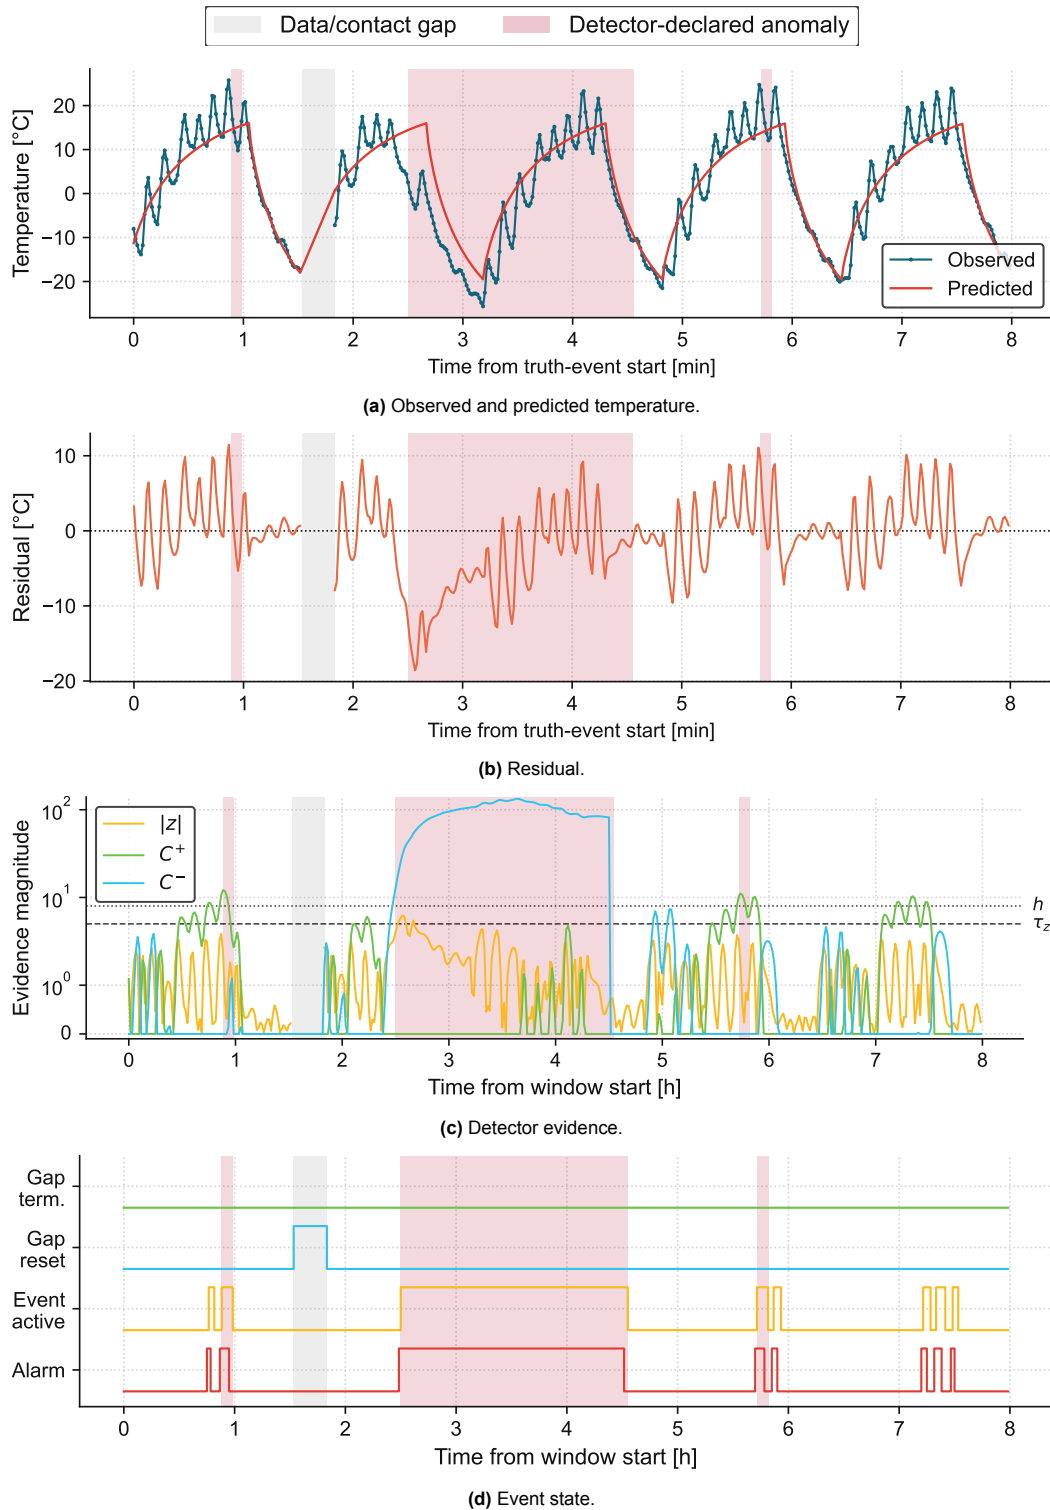 Data/contact gap
Detector-declared anomaly
Temperature [°C]
20
10
0
−10
−20
Observed
Predicted
0 1 2 3 4 5 6 7 8
Time from truth-event start [min]
(a) Observed and predicted temperature.
Residual [°C]
10
0
−10
−20
0 1 2 3 4 5 6 7 8
Time from truth-event start [min]
(b) Residual.
Evidence magnitude
10²
10¹
10⁰
0
|z|
C⁺
C⁻
h
τ_z
0 1 2 3 4 5 6 7 8
Time from window start [h]
(c) Detector evidence.
Gap
term.
Gap
reset
Event
active
Alarm
0 1 2 3 4 5 6 7 8
Time from window start [h]
(d) Event state.